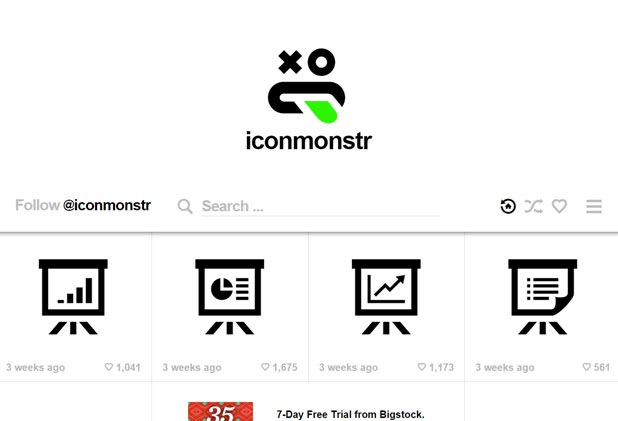 iconmonstr
Follow @iconmonstr
Search ...
3 weeks ago 1,041
3 weeks ago 1,675
3 weeks ago 1,173
3 weeks ago 561
35
7-Day Free Trial from Bigstock.